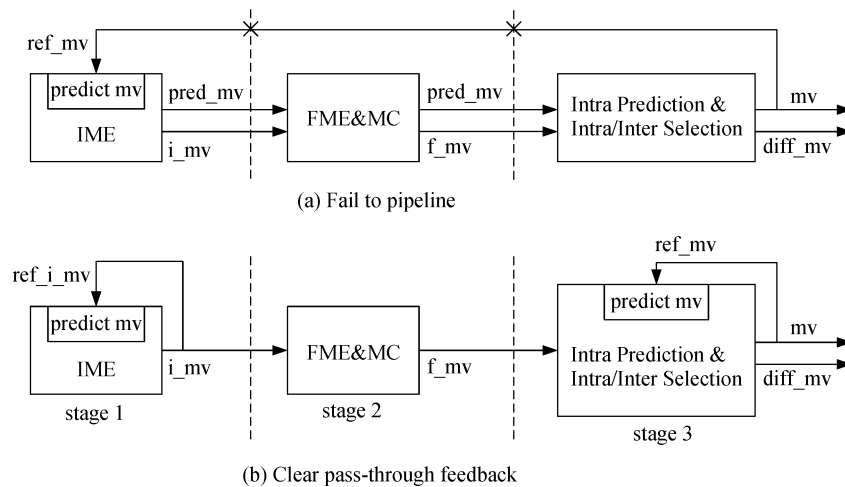 ref_mv
predict mv
IME
pred_mv
i_mv
FME&MC
pred_mv
f_mv
Intra Prediction &
Intra/Inter Selection
mv
diff_mv
(a) Fail to pipeline
ref_i_mv
predict mv
IME
i_mv
stage 1
FME&MC
f_mv
stage 2
ref_mv
predict mv
Intra Prediction &
Intra/Inter Selection
mv
diff_mv
stage 3
(b) Clear pass-through feedback